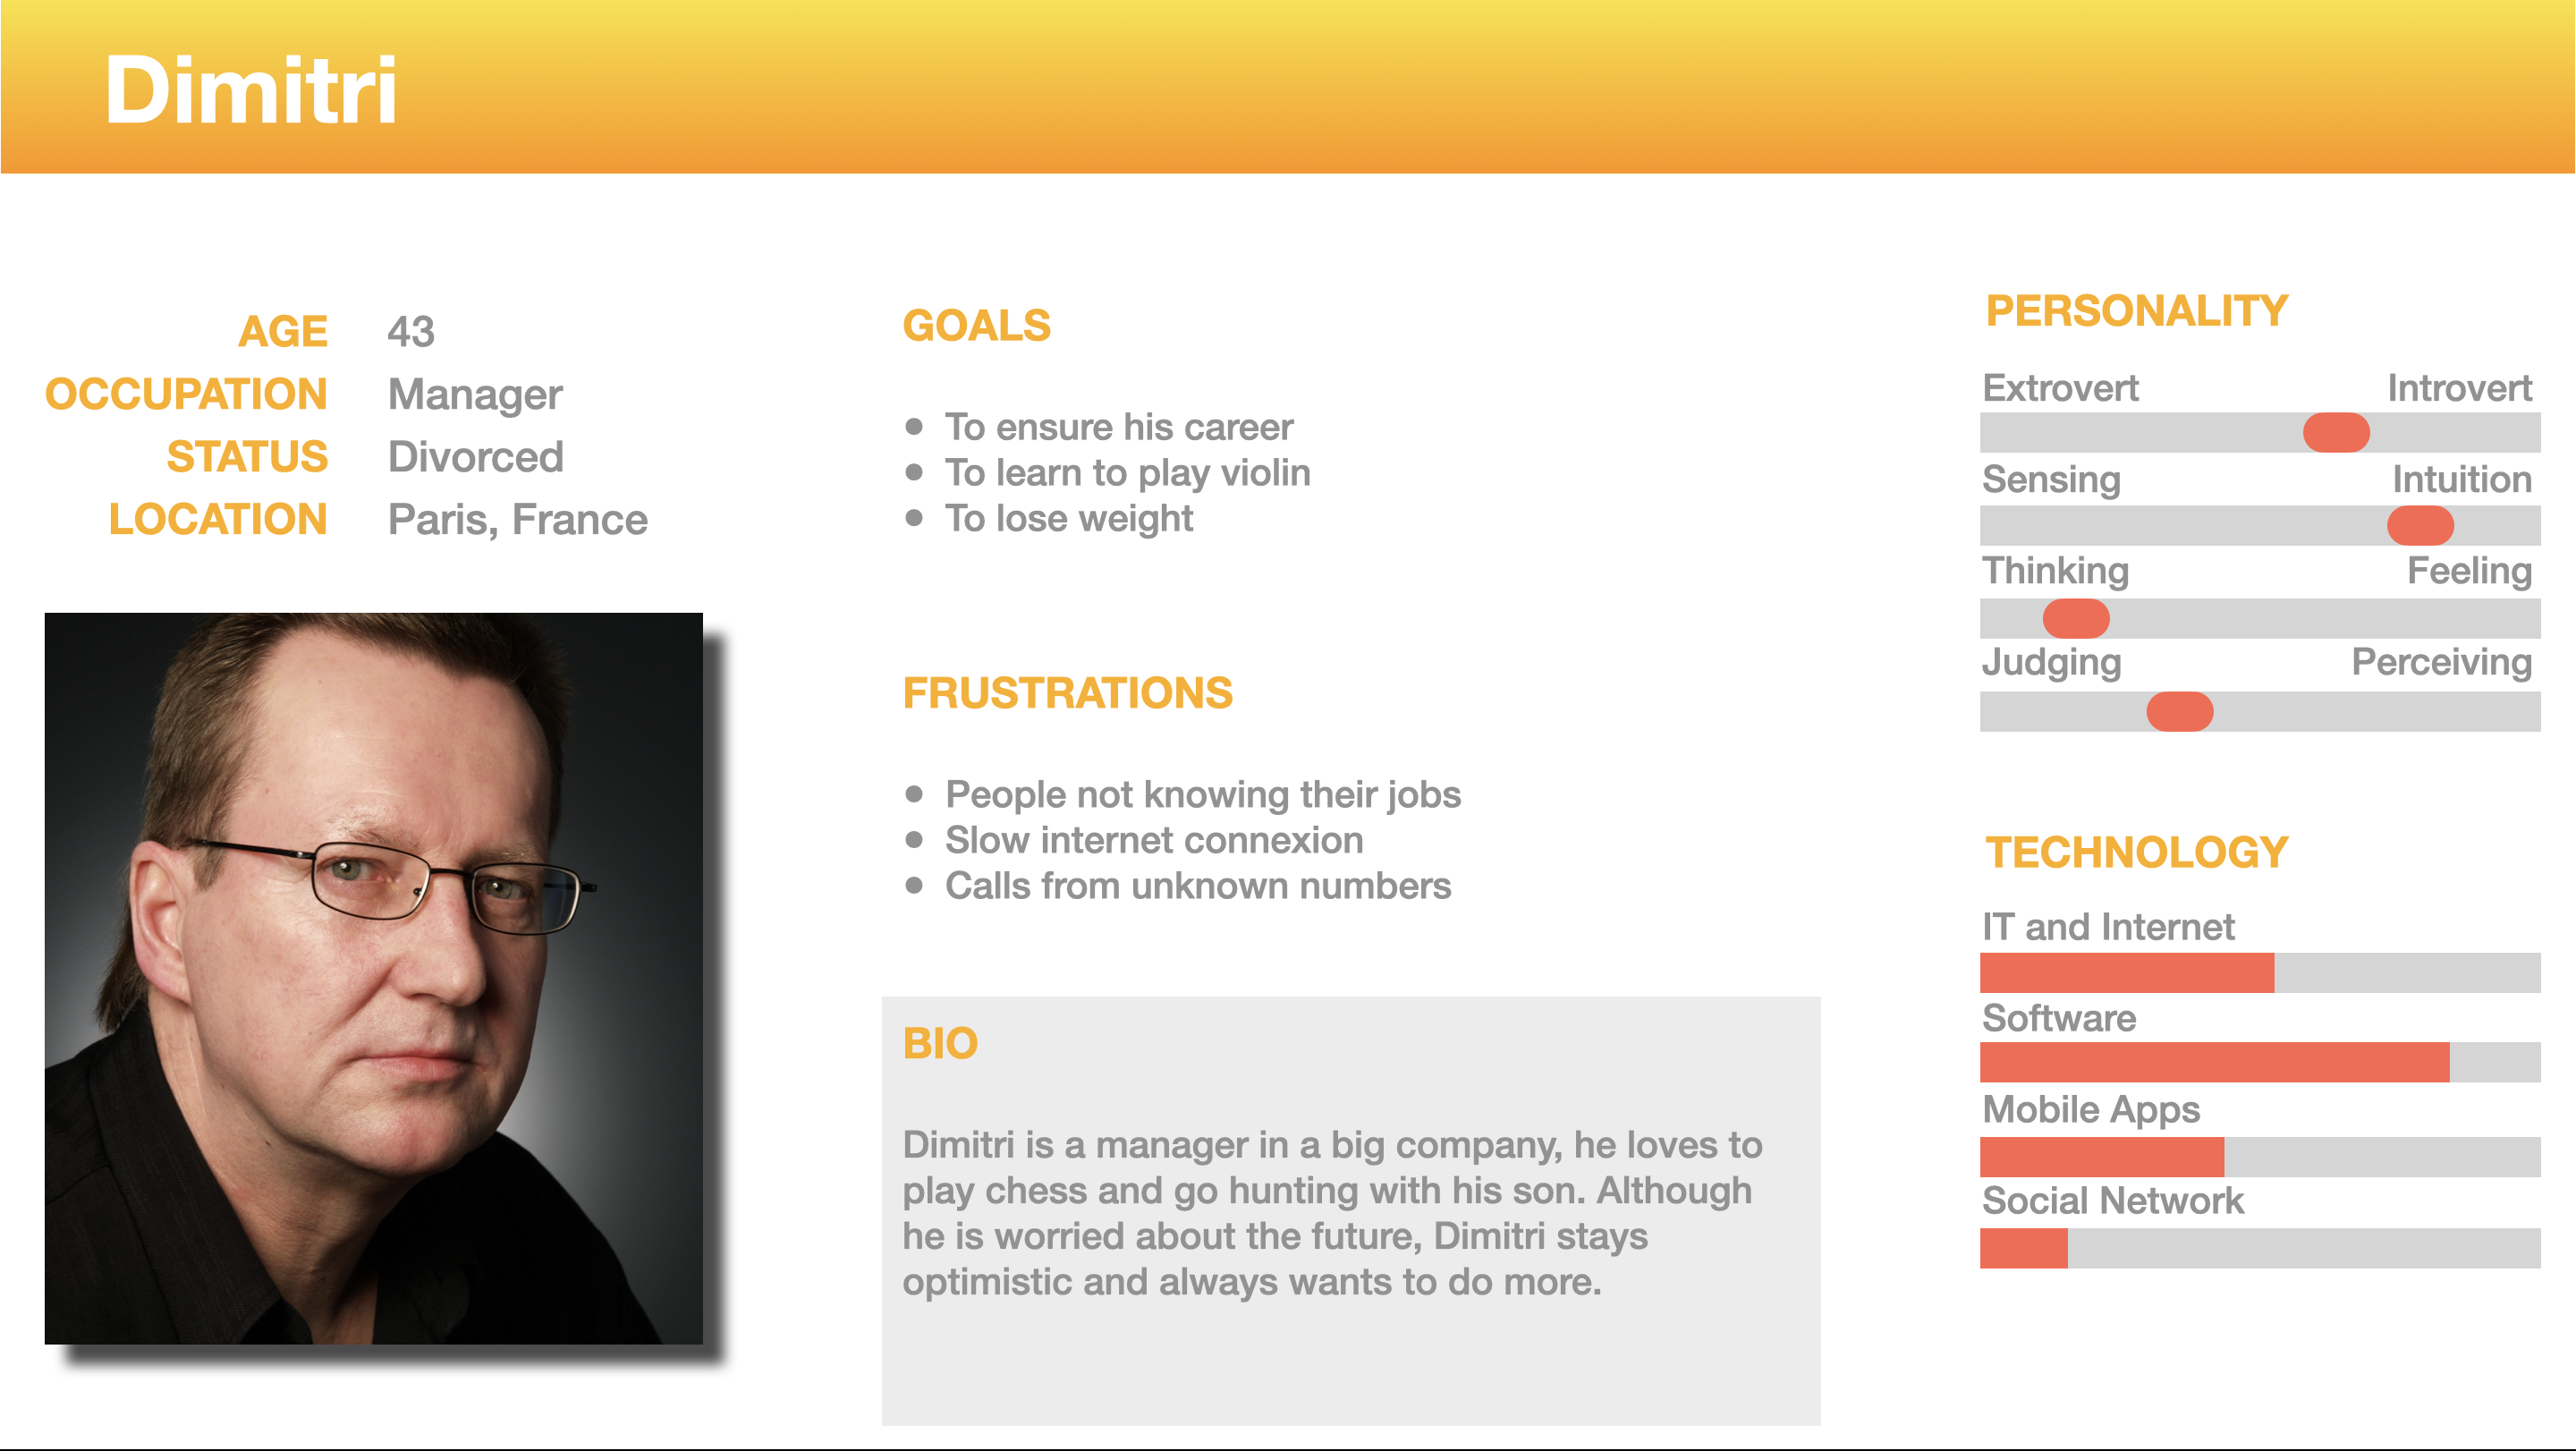 Dimitri
AGE 43
OCCUPATION Manager
STATUS Divorced
LOCATION Paris, France
GOALS
• To ensure his career
• To learn to play violin
• To lose weight
FRUSTRATIONS
• People not knowing their jobs
• Slow internet connexion
• Calls from unknown numbers
BIO
Dimitri is a manager in a big company, he loves to
play chess and go hunting with his son. Although
he is worried about the future, Dimitri stays
optimistic and always wants to do more.
PERSONALITY
Extrovert Introvert
Sensing Intuition
Thinking Feeling
Judging Perceiving
TECHNOLOGY
IT and Internet
Software
Mobile Apps
Social Network